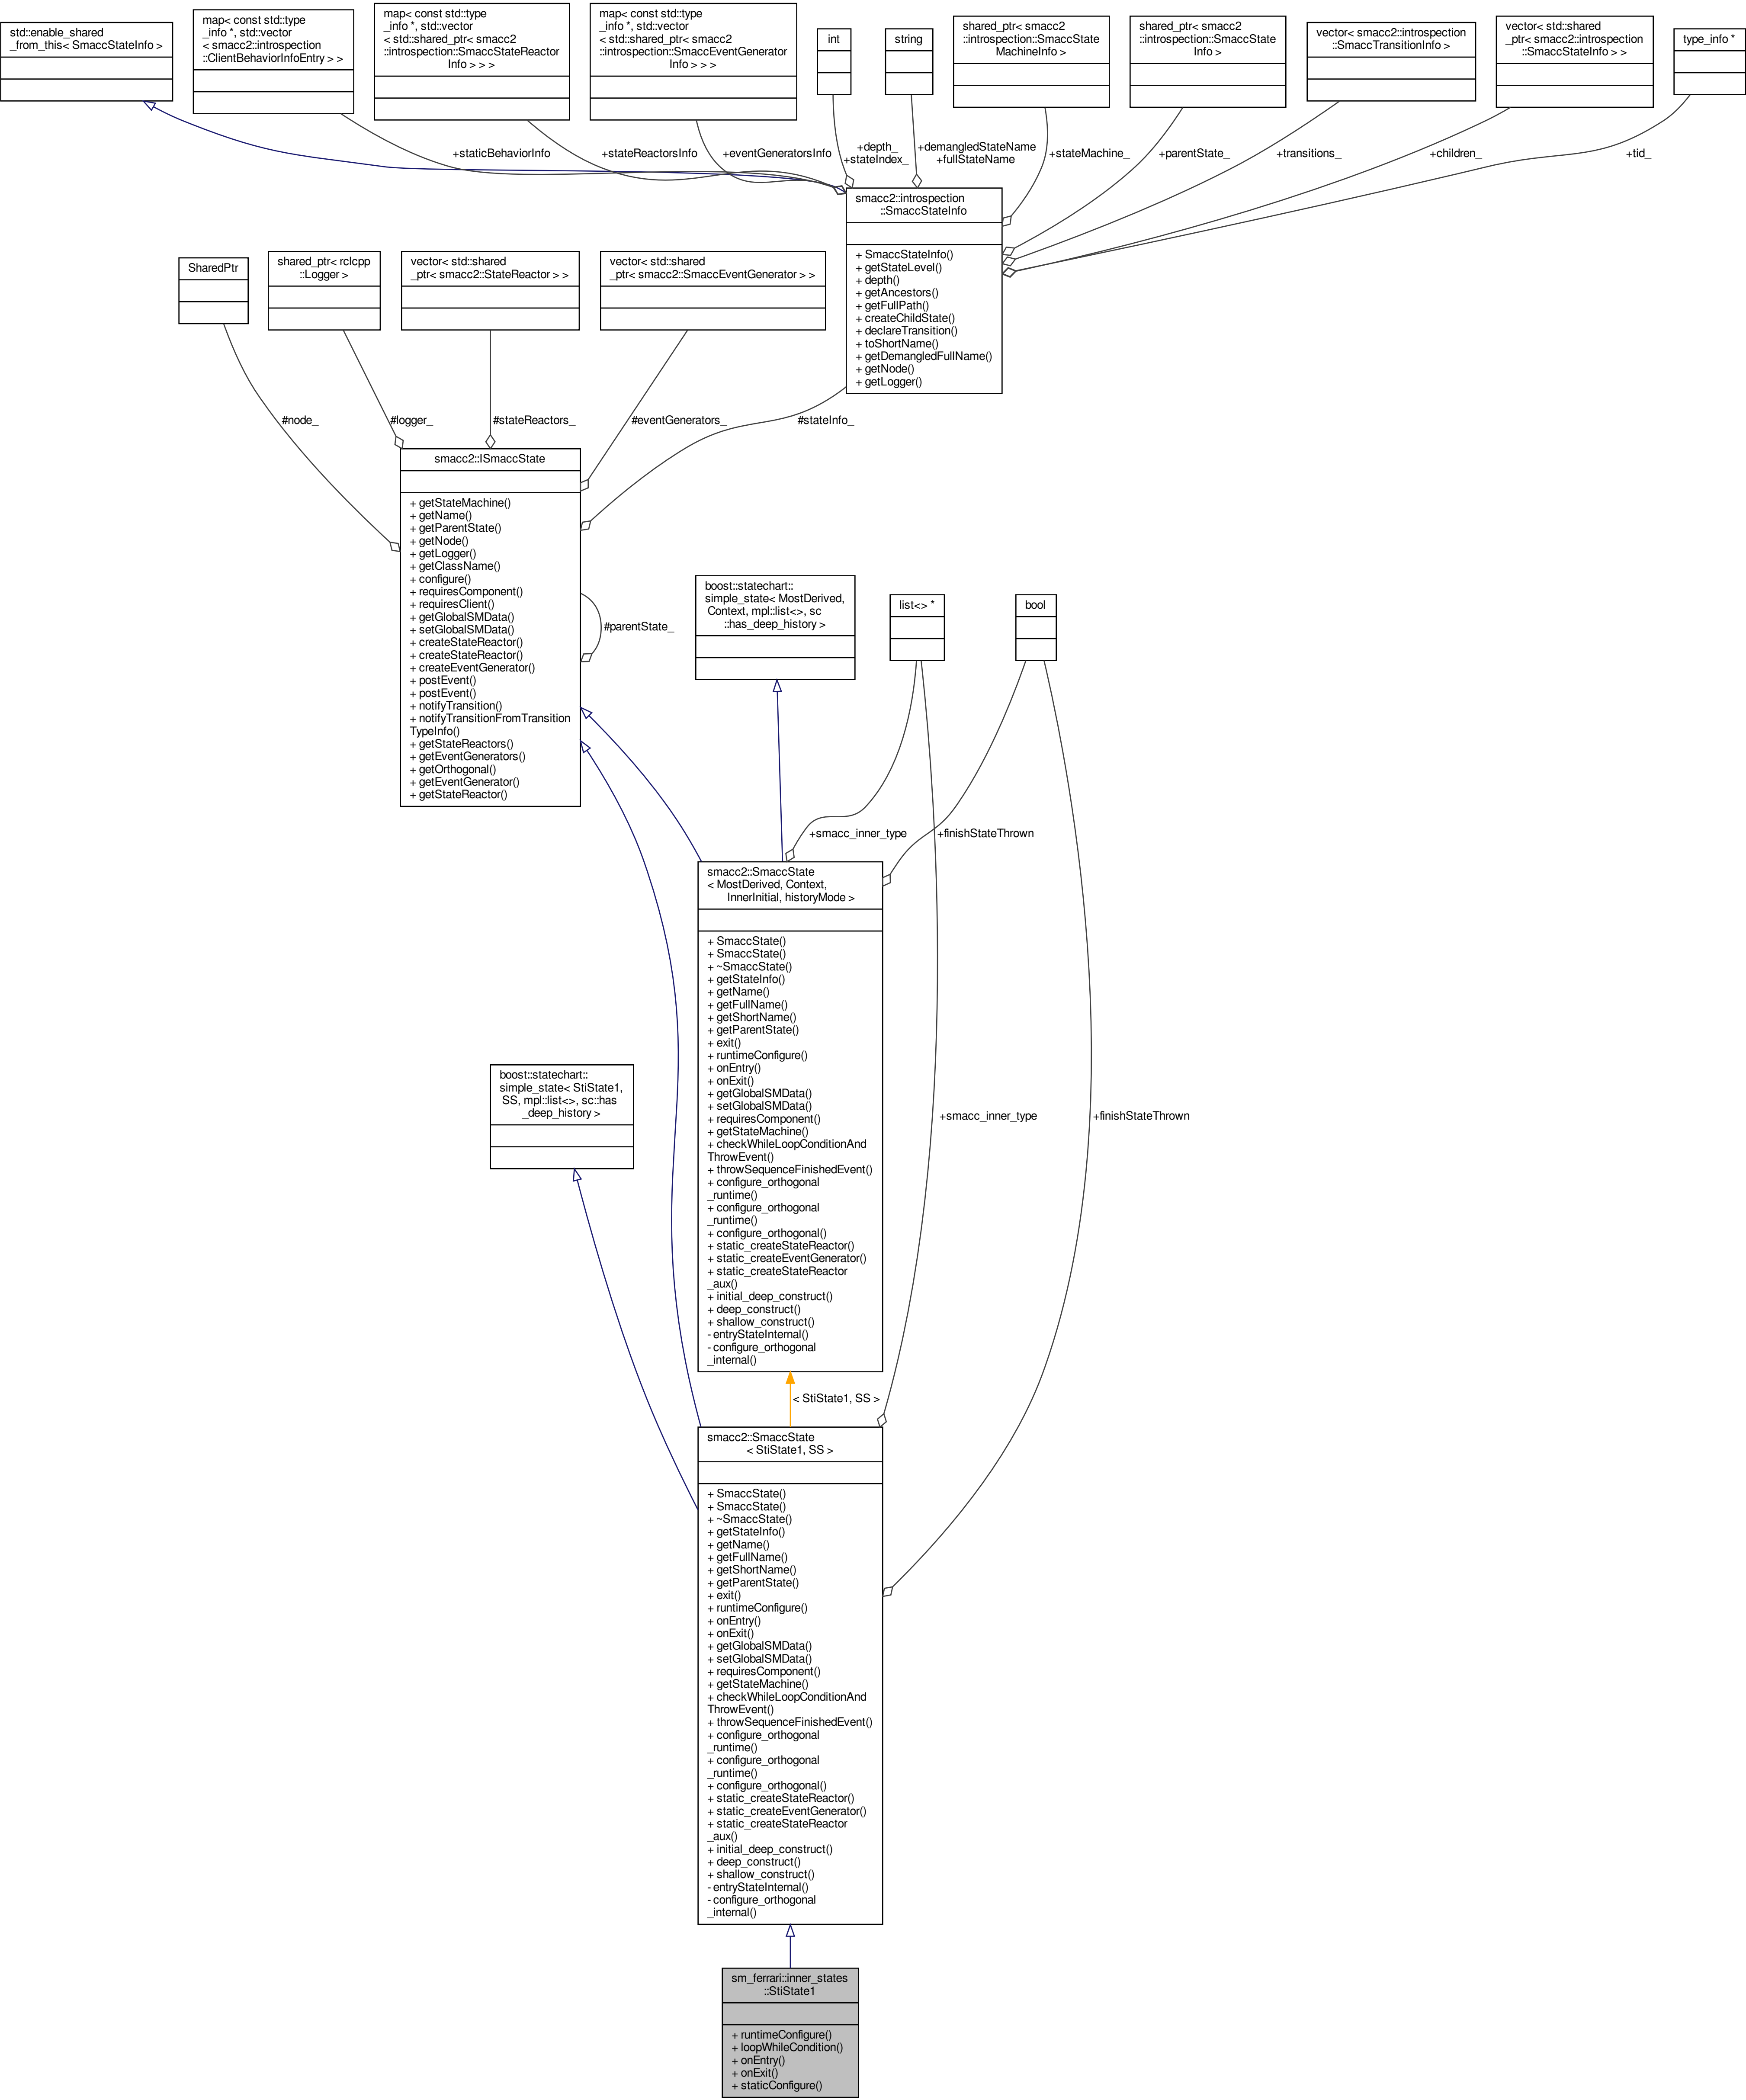 std::enable_shared
_from_this< SmaccStateInfo >
map< const std::type
_info *, std::vector
< smacc2::introspection
::ClientBehaviorInfoEntry > >
map< const std::type
_info *, std::vector
< std::shared_ptr< smacc2
::introspection::SmaccStateReactor
Info > > >
map< const std::type
_info *, std::vector
< std::shared_ptr< smacc2
::introspection::SmaccEventGenerator
Info > > >
int
string
shared_ptr< smacc2
::introspection::SmaccState
MachineInfo >
shared_ptr< smacc2
::introspection::SmaccState
Info >
vector< smacc2::introspection
::SmaccTransitionInfo >
vector< std::shared
_ptr< smacc2::introspection
::SmaccStateInfo > >
type_info *
+staticBehaviorInfo
+stateReactorsInfo
+eventGeneratorsInfo
+depth_
+stateIndex_
+demangledStateName
+fullStateName
+stateMachine_
+parentState_
+transitions_
+children_
+tid_
smacc2::introspection
::SmaccStateInfo
+ SmaccStateInfo()
+ getStateLevel()
+ depth()
+ getAncestors()
+ getFullPath()
+ createChildState()
+ declareTransition()
+ toShortName()
+ getDemangledFullName()
+ getNode()
+ getLogger()
SharedPtr
shared_ptr< rclcpp
::Logger >
vector< std::shared
_ptr< smacc2::StateReactor > >
vector< std::shared
_ptr< smacc2::SmaccEventGenerator > >
#node_
#logger_
#stateReactors_
#eventGenerators_
#stateInfo_
smacc2::ISmaccState
+ getStateMachine()
+ getName()
+ getParentState()
+ getNode()
+ getLogger()
+ getClassName()
+ configure()
+ requiresComponent()
+ requiresClient()
+ getGlobalSMData()
+ setGlobalSMData()
+ createStateReactor()
+ createStateReactor()
+ createEventGenerator()
+ postEvent()
+ postEvent()
+ notifyTransition()
+ notifyTransitionFromTransition
TypeInfo()
+ getStateReactors()
+ getEventGenerators()
+ getOrthogonal()
+ getEventGenerator()
+ getStateReactor()
#parentState_
boost::statechart::
simple_state< MostDerived,
Context, mpl::list<>, sc
::has_deep_history >
list<> *
bool
+smacc_inner_type
+finishStateThrown
smacc2::SmaccState
< MostDerived, Context,
InnerInitial, historyMode >
+ SmaccState()
+ SmaccState()
+ ~SmaccState()
+ getStateInfo()
+ getName()
+ getFullName()
+ getShortName()
+ getParentState()
+ exit()
+ runtimeConfigure()
+ onEntry()
+ onExit()
+ getGlobalSMData()
+ setGlobalSMData()
+ requiresComponent()
+ getStateMachine()
+ checkWhileLoopConditionAnd
ThrowEvent()
+ throwSequenceFinishedEvent()
+ configure_orthogonal
_runtime()
+ configure_orthogonal
_runtime()
+ configure_orthogonal()
+ static_createStateReactor()
+ static_createEventGenerator()
+ static_createStateReactor
_aux()
+ initial_deep_construct()
+ deep_construct()
+ shallow_construct()
- entryStateInternal()
- configure_orthogonal
_internal()
boost::statechart::
simple_state< StiState1,
SS, mpl::list<>, sc::has
_deep_history >
+smacc_inner_type
+finishStateThrown
< StiState1, SS >
smacc2::SmaccState
< StiState1, SS >
+ SmaccState()
+ SmaccState()
+ ~SmaccState()
+ getStateInfo()
+ getName()
+ getFullName()
+ getShortName()
+ getParentState()
+ exit()
+ runtimeConfigure()
+ onEntry()
+ onExit()
+ getGlobalSMData()
+ setGlobalSMData()
+ requiresComponent()
+ getStateMachine()
+ checkWhileLoopConditionAnd
ThrowEvent()
+ throwSequenceFinishedEvent()
+ configure_orthogonal
_runtime()
+ configure_orthogonal
_runtime()
+ configure_orthogonal()
+ static_createStateReactor()
+ static_createEventGenerator()
+ static_createStateReactor
_aux()
+ initial_deep_construct()
+ deep_construct()
+ shallow_construct()
- entryStateInternal()
- configure_orthogonal
_internal()
sm_ferrari::inner_states
::StiState1
+ runtimeConfigure()
+ loopWhileCondition()
+ onEntry()
+ onExit()
+ staticConfigure()